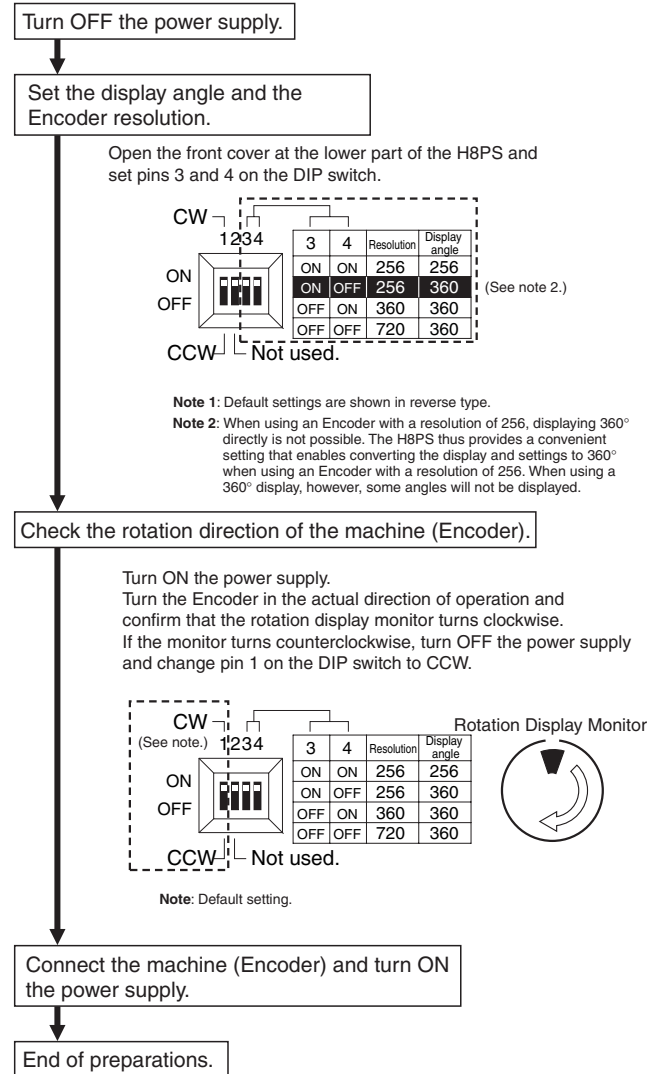 Turn OFF the power supply.
Set the display angle and the
Encoder resolution.
Open the front cover at the lower part of the H8PS and
set pins 3 and 4 on the DIP switch.
CW
1234
ON
OFF
CCW
Not used.
3 4 Resolution Display angle
ON ON 256 256
ON OFF 256 360
OFF ON 360 360
OFF OFF 720 360
(See note 2.)
Note 1: Default settings are shown in reverse type.
Note 2: When using an Encoder with a resolution of 256, displaying 360°
directly is not possible. The H8PS thus provides a convenient
setting that enables converting the display and settings to 360°
when using an Encoder with a resolution of 256. When using a
360° display, however, some angles will not be displayed.
Check the rotation direction of the machine (Encoder).
Turn ON the power supply.
Turn the Encoder in the actual direction of operation and
confirm that the rotation display monitor turns clockwise.
If the monitor turns counterclockwise, turn OFF the power supply
and change pin 1 on the DIP switch to CCW.
CW
(See note.)
1234
ON
OFF
CCW
Not used.
3 4 Resolution Display angle
ON ON 256 256
ON OFF 256 360
OFF ON 360 360
OFF OFF 720 360
Rotation Display Monitor
Note: Default setting.
Connect the machine (Encoder) and turn ON
the power supply.
End of preparations.